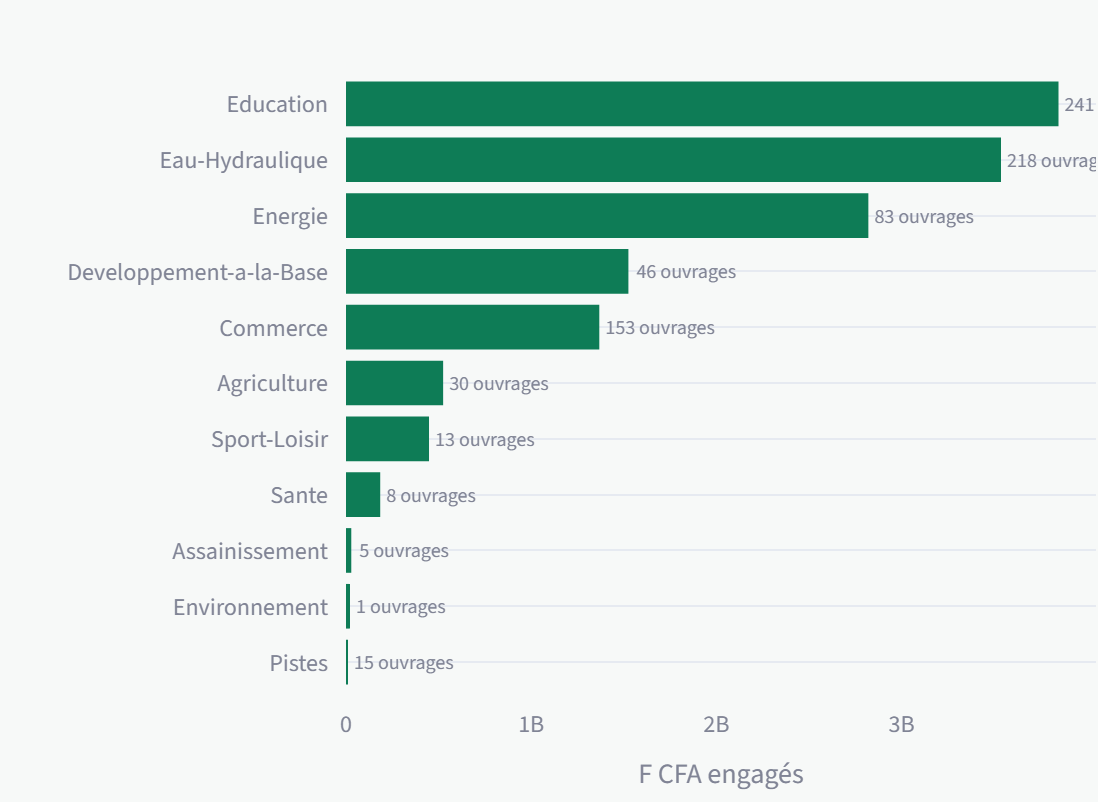 Education 241
Eau-Hydraulique 218 ouvrag
Energie 83 ouvrages
Developpement-a-la-Base 46 ouvrages
Commerce 153 ouvrages
Agriculture 30 ouvrages
Sport-Loisir 13 ouvrages
Sante 8 ouvrages
Assainissement 5 ouvrages
Environnement 1 ouvrages
Pistes 15 ouvrages
0 1B 2B 3B
F CFA engagés